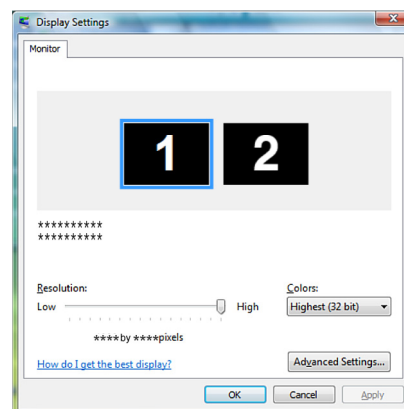 Display Settings
Monitor
1 2
**********
**********
Resolution:
Colors:
Low High
Highest (32 bit)
****by ****pixels
How do I get the best display?
Advanced Settings...
OK Cancel Apply